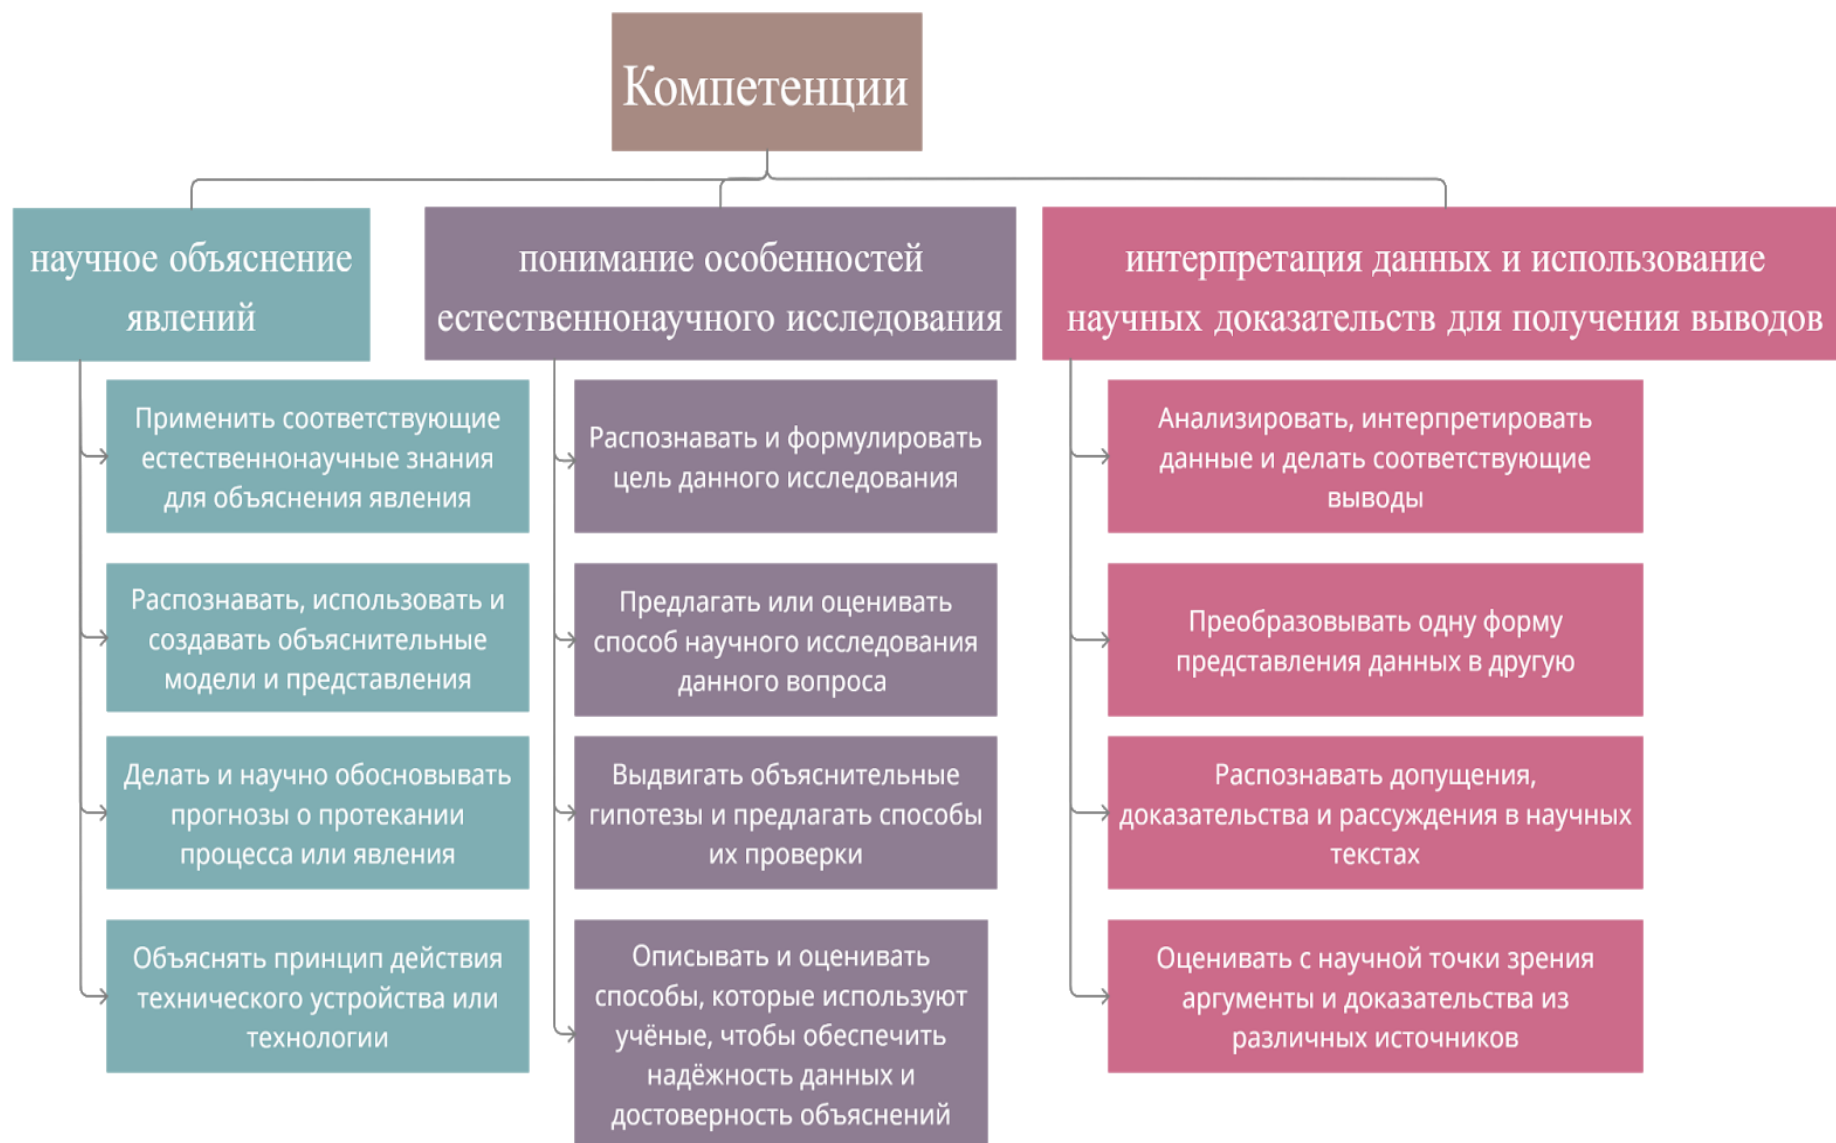 Компетенции
научное объяснение
явлений
Применить соответствующие
естественнонаучные знания
для объяснения явления
Распознавать, использовать и
создавать объяснительные
модели и представления
Делать и научно обосновывать
прогнозы о протекании
процесса или явления
Объяснять принцип действия
технического устройства или
технологии
понимание особенностей
естественнонаучного исследования
Распознавать и формулировать
цель данного исследования
Предлагать или оценивать
способ научного исследования
данного вопроса
Выдвигать объяснительные
гипотезы и предлагать способы
их проверки
Описывать и оценивать
способы, которые используют
учёные, чтобы обеспечить
надёжность данных и
достоверность объяснений
интерпретация данных и использование
научных доказательств для получения выводов
Анализировать, интерпретировать
данные и делать соответствующие
выводы
Преобразовывать одну форму
представления данных в другую
Распознавать допущения,
доказательства и рассуждения в научных
текстах
Оценивать с научной точки зрения
аргументы и доказательства из
различных источников